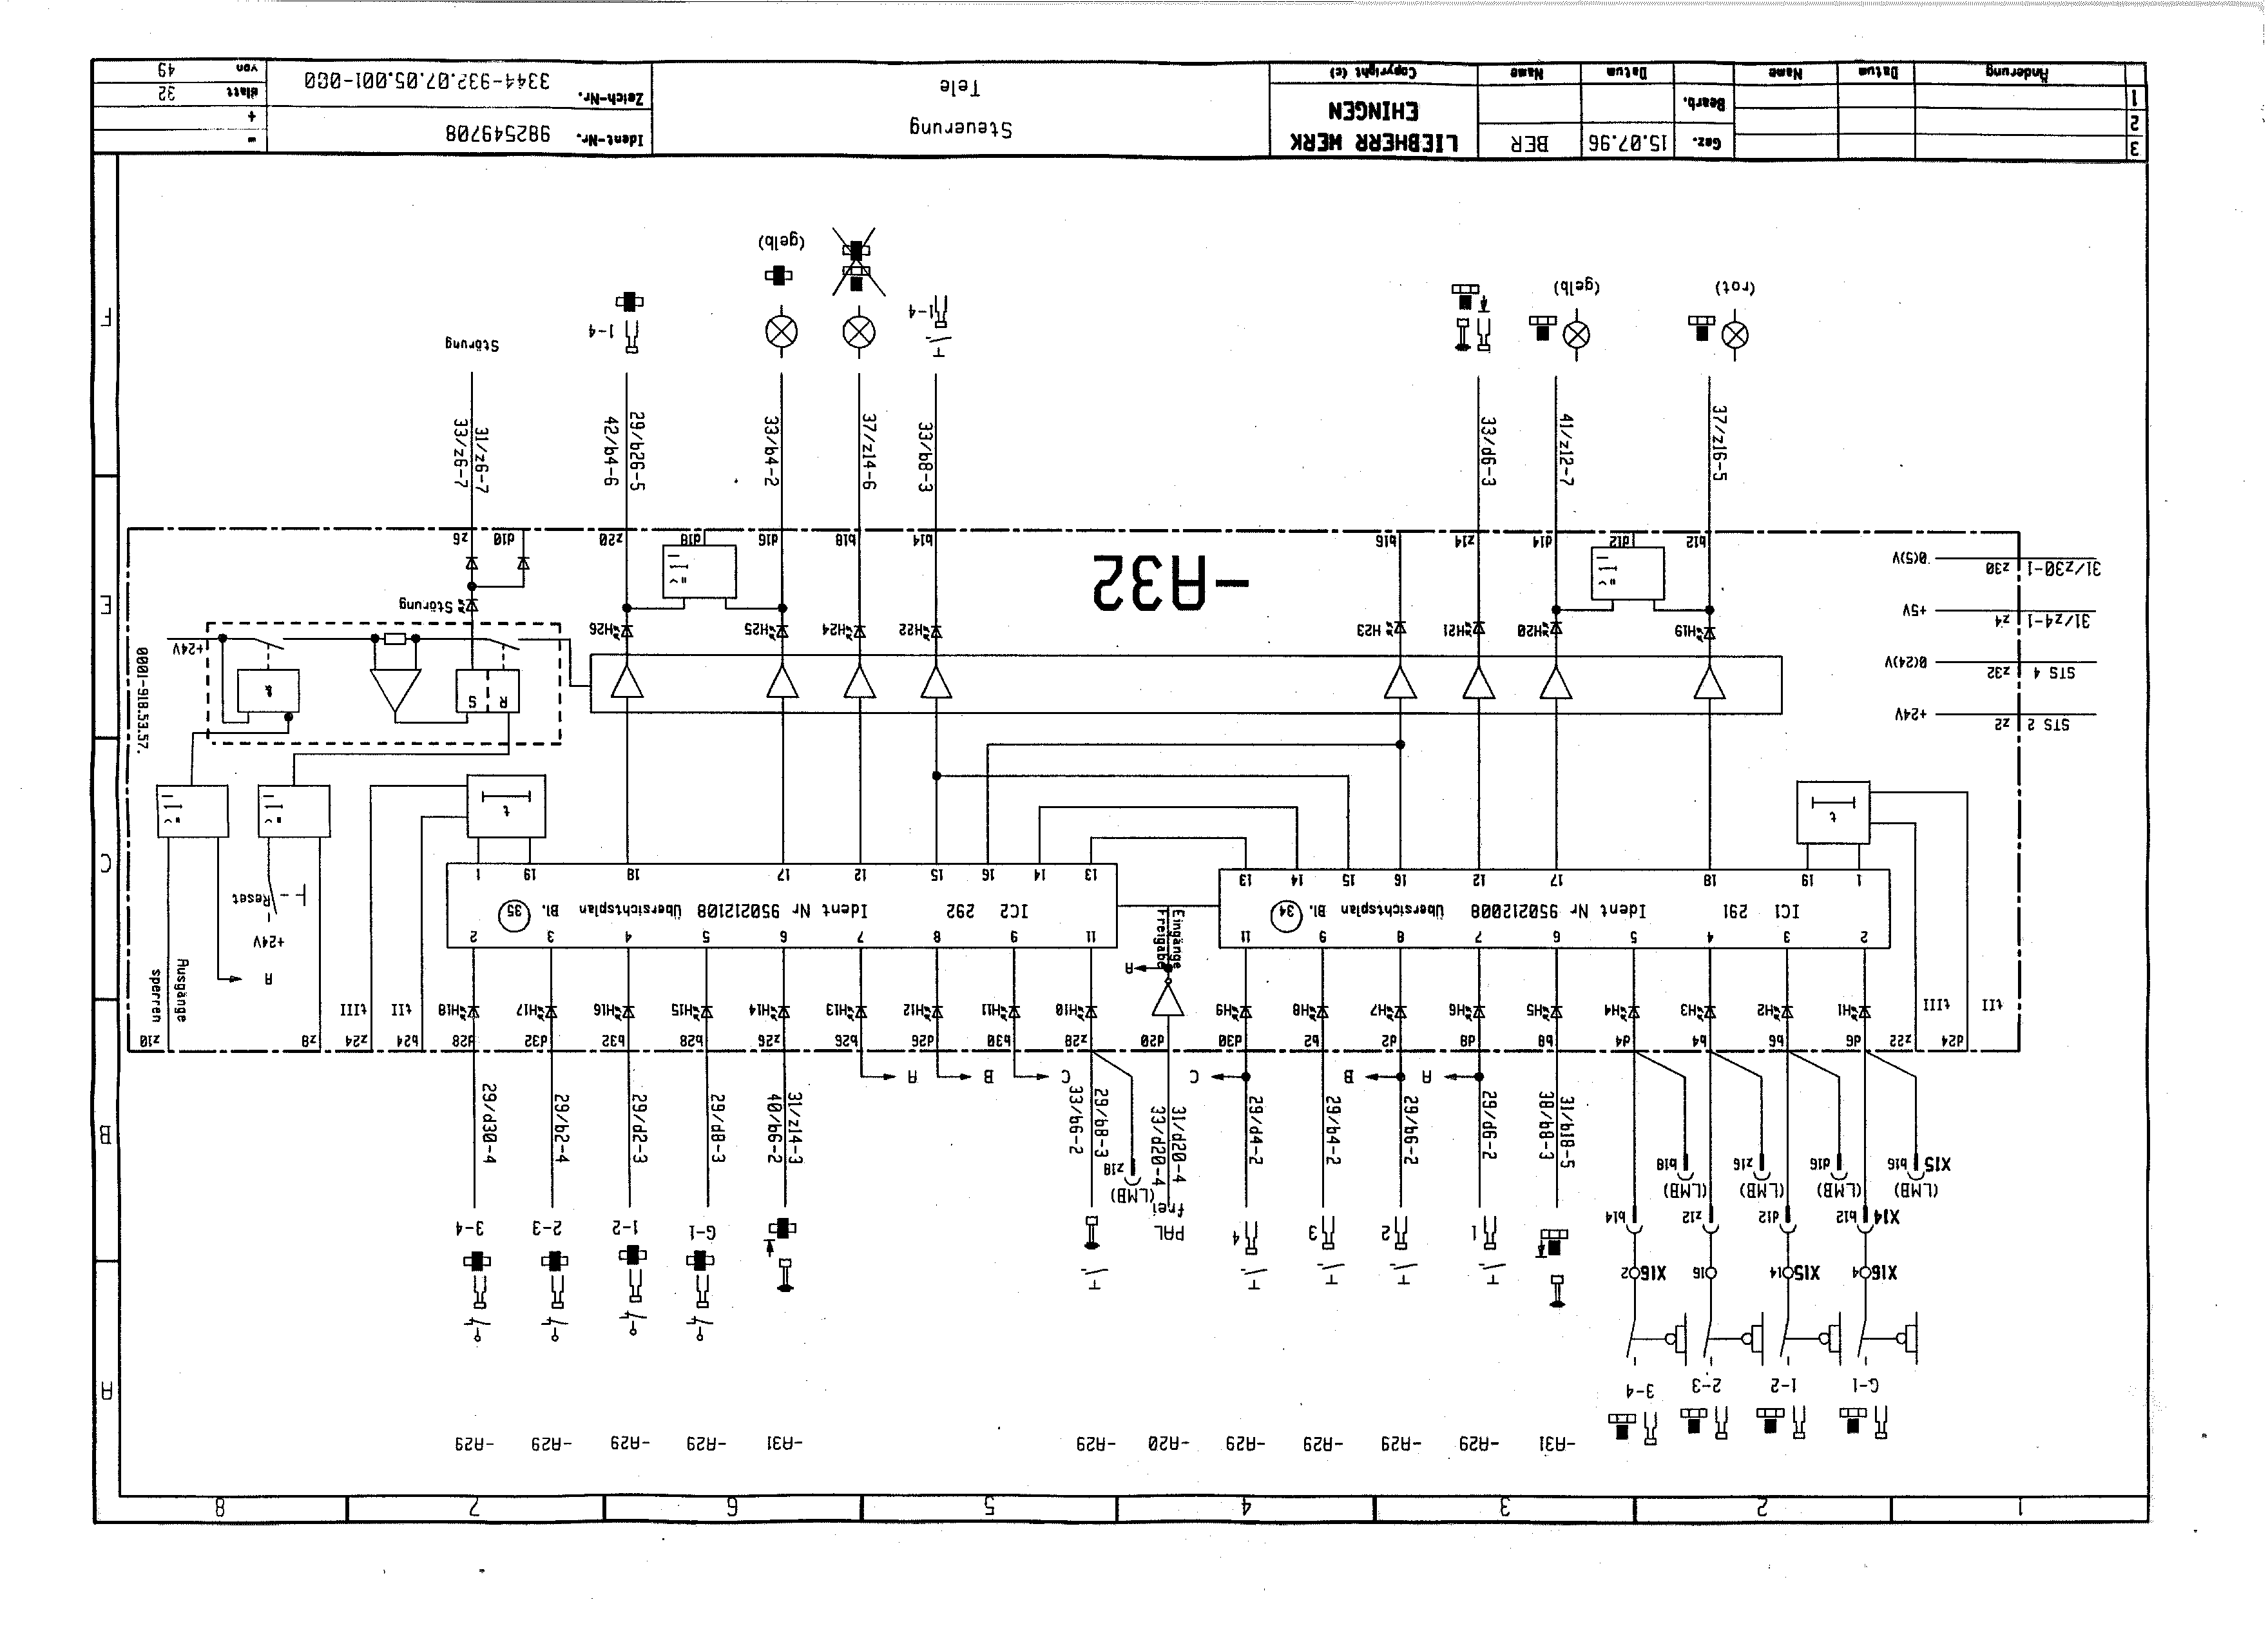 1 2 3 4 5 6 7 8
-A31 -A29 -A29 -A29 -A29 -A20 -A29 -A31 -A29 -A29 -A29 -A29
A
G-1 1-2 2-3 3-4
X16 4 X15 14 16 X16 2
1 2 3 4
G-1 1-2 2-3 3-4
X14 b12 d12 z12 b14
PAL
frei
(LMB) (LMB) (LMB) (LMB) (LMB)
X15 b16 d16 z16 b18 z18
B
31/b18-5
38/b8-3
29/d6-2
29/b6-2
29/b4-2
29/d4-2
31/d20-4
33/d20-4
29/b8-3
33/b6-2
31/z14-3
40/b6-2
29/d8-3
29/d2-3
29/b2-4
29/d30-4
A B C C B A
d24 z22 d6 b6 b4 d4 b8 d8 d2 b2 d30 d20 z28 b30 d26 b26 z26 b28 b32 d32 d28 b24 z24 z8 z10
tII tIII H1 H2 H3 H4 H5 H6 H7 H8 H9 H10 H11 H12 H13 H14 H15 H16 H17 H18 tII tIII
Ausgänge
sperren
A A
Eingänge
Freigabe
+24V
Reset
2 3 4 5 6 7 8 9 11
IC1 291 Ident Nr 950212008 Übersichtsplan Bl. 34
1 19 18 17 12 16 15 14 13
2 3 4 5 6 7 8 9 11
IC2 292 Ident Nr 950212108 Übersichtsplan Bl. 35
13 14 16 15 12 17 18 19 1
C
t t
STS 2 z2 +24V
STS 4 z32 0(24)V
31/z4-1 z4 +5V
31/z30-1 z30 0(5)V
R S &
+24V
0001-918.53.57.
H19 H20 H21 H23 H22 H24 H25 H26
Störung
-A32
E
b12 d12 d14 z14 b16 b14 b18 d16 d18 z20 d10 z6
37/z16-5
41/z12-7
33/d6-3
33/b8-3
37/z14-6
33/b4-2
29/b26-5
42/b4-6
31/z6-7
33/z6-7
Störung
(rot) (gelb) 1-4 (gelb) 1-4
F
3 Gez. 15.07.96 BER LIEBHERR WERK Steuerung Ident-Nr. 982549708 =
2 EHINGEN Tele +
1 Bearb. Zeich-Nr. 3344-932.07.05.001-0G0 Blatt 32
Änderung Datum Name Datum Name Copyright (c) von 49